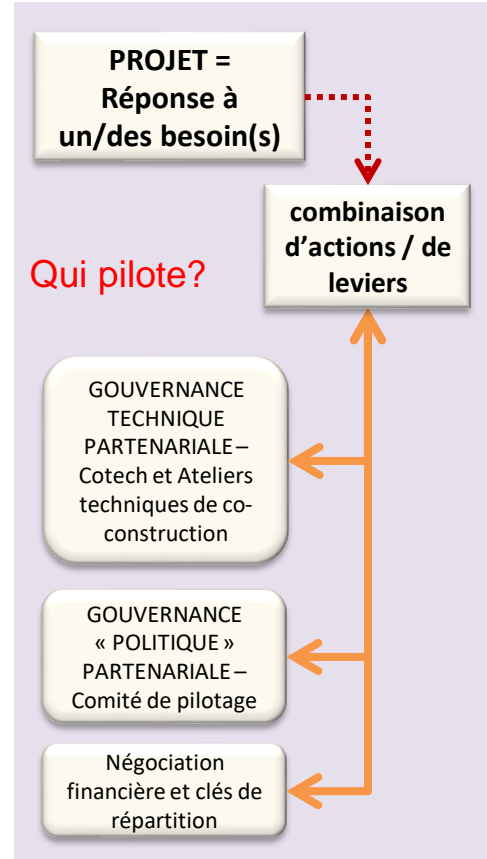 PROJET =
Réponse à
un/des besoin(s)
combinaison
d'actions / de
leviers
Qui pilote?
GOUVERNANCE
TECHNIQUE
PARTENARIALE –
Cotech et Ateliers
techniques de co-
construction
GOUVERNANCE
« POLITIQUE »
PARTENARIALE –
Comité de pilotage
Négociation
financière et clés de
répartition